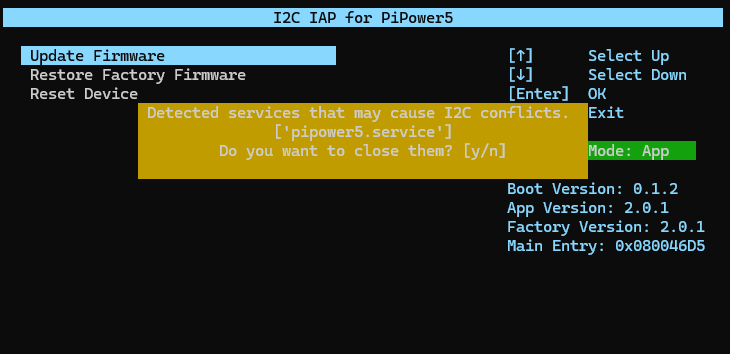 I2C IAP for PiPower5
Update Firmware
Restore Factory Firmware
Reset Device
[↑] Select Up
[↓] Select Down
[Enter] OK
Exit
Detected services that may cause I2C conflicts.
['pipower5.service']
Do you want to close them? [y/n]
Mode: App
Boot Version: 0.1.2
App Version: 2.0.1
Factory Version: 2.0.1
Main Entry: 0x080046D5